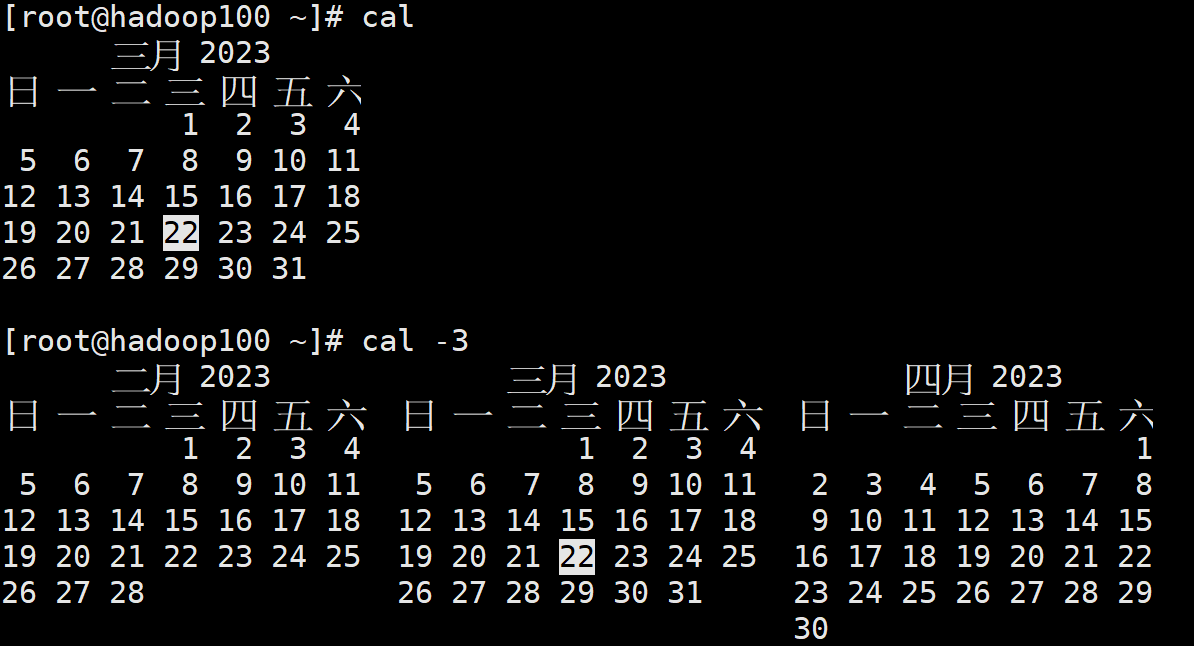 [root@hadoop100 ~]# cal
      三月 2023
日 一 二 三 四 五 六
          1  2  3  4
 5  6  7  8  9 10 11
12 13 14 15 16 17 18
19 20 21 22 23 24 25
26 27 28 29 30 31

[root@hadoop100 ~]# cal -3
      二月 2023             三月 2023             四月 2023
日 一 二 三 四 五 六  日 一 二 三 四 五 六  日 一 二 三 四 五 六
          1  2  3  4            1  2  3  4                     1
 5  6  7  8  9 10 11   5  6  7  8  9 10 11   2  3  4  5  6  7  8
12 13 14 15 16 17 18  12 13 14 15 16 17 18   9 10 11 12 13 14 15
19 20 21 22 23 24 25  19 20 21 22 23 24 25  16 17 18 19 20 21 22
26 27 28              26 27 28 29 30 31     23 24 25 26 27 28 29
                                            30